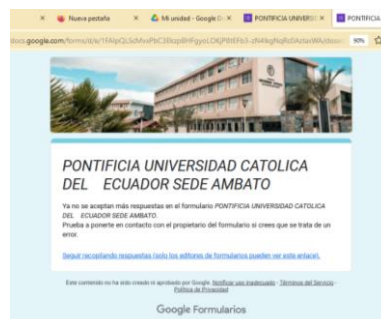 Nueva pestaña
Mi unidad - Google D
PONTIFICIA UNIVERSI
PONTIFICIA
90%
PONTIFICIA UNIVERSIDAD CATOLICA
DEL ECUADOR SEDE AMBATO
Ya no se aceptan más respuestas en el formulario PONTIFICIA UNIVERSIDAD CATOLICA
DEL ECUADOR SEDE AMBATO.
Prueba a ponerte en contacto con el propietario del formulario si crees que se trata de un
error.
Seguir recopilando respuestas (solo los editores de formularios pueden ver este enlace).
Este contenido no ha sido creado ni aprobado por Google. Notificar uso inadecuado - Términos del Servicio -
Política de Privacidad
Google Formularios